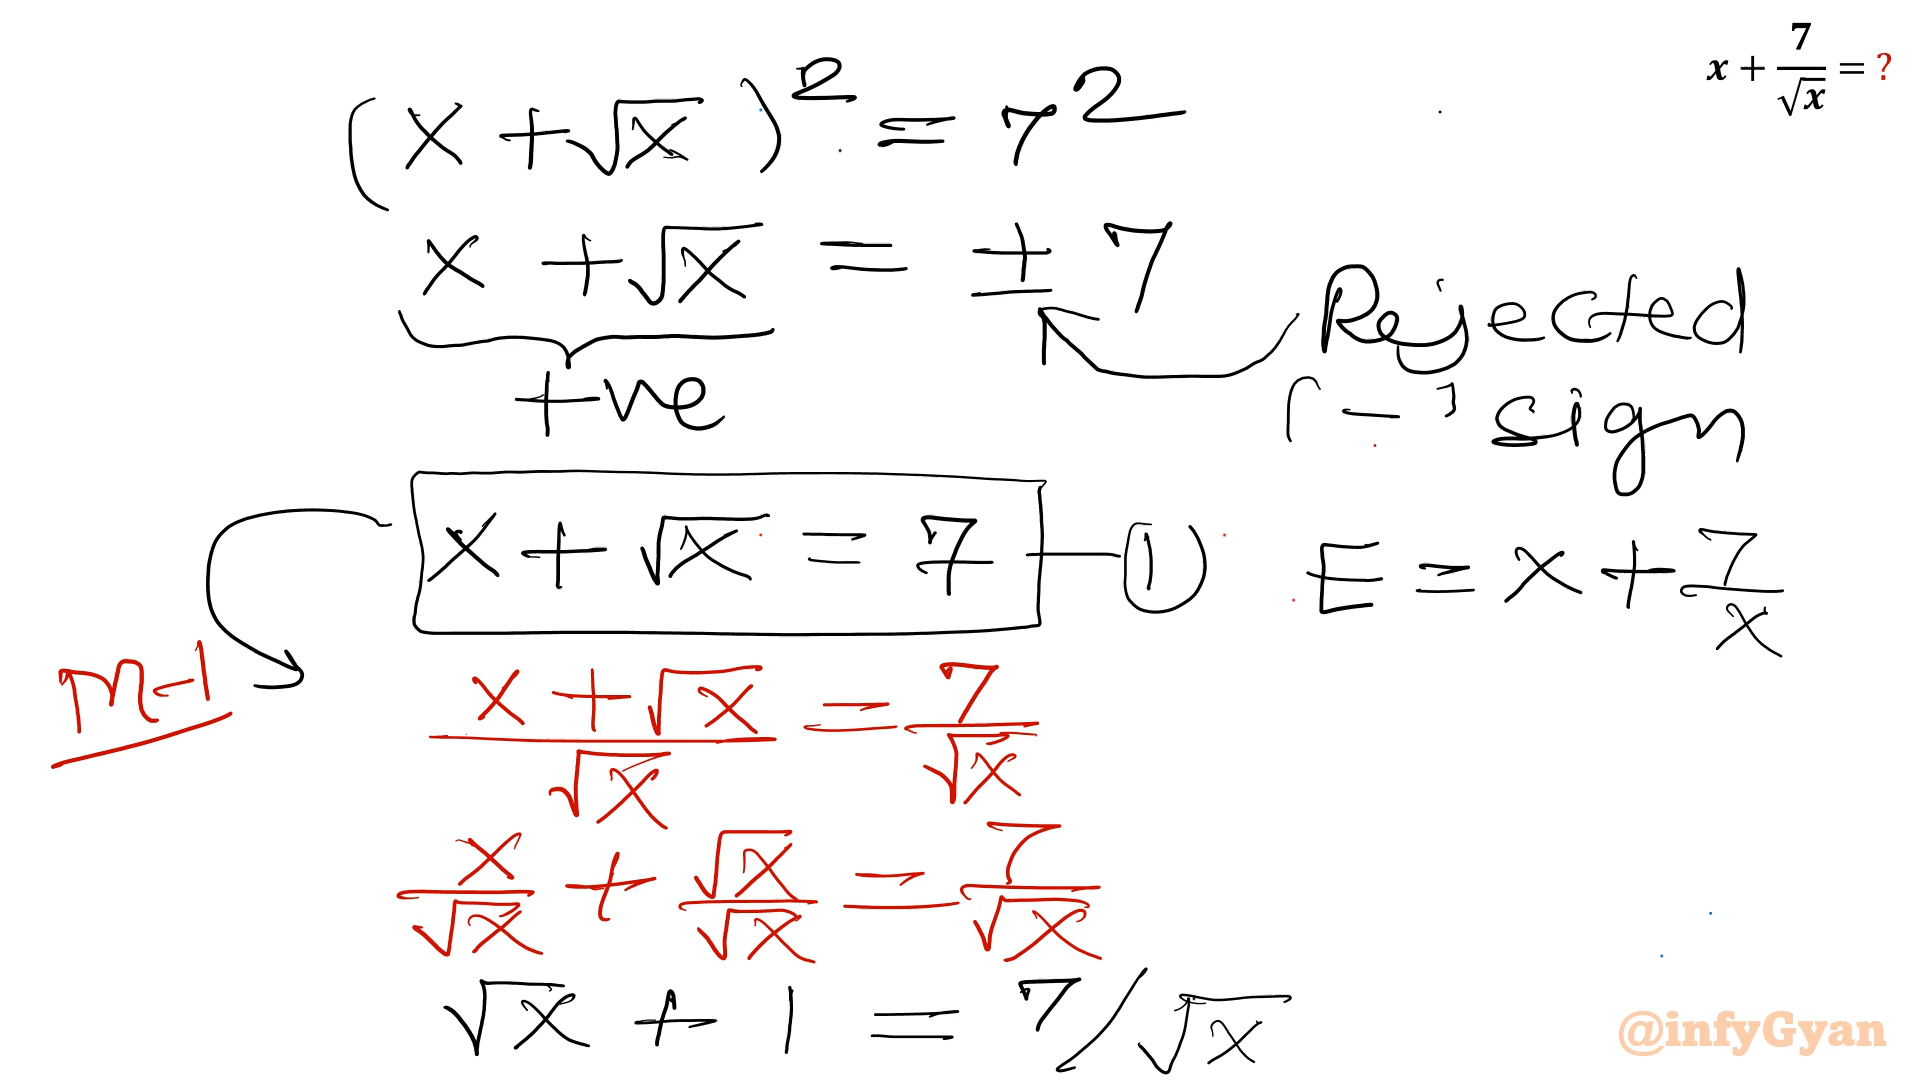 x + 7/√x = ?
(x + √x)² = 7²
x + √x = ± 7
+ve
Rejected
(-) sign
x + √x = 7 — ①
E = x + 7/x
M-1
(x + √x)/√x = 7/√x
x/√x + √x/√x = 7/√x
√x + 1 = 7/√x
@infyGyan